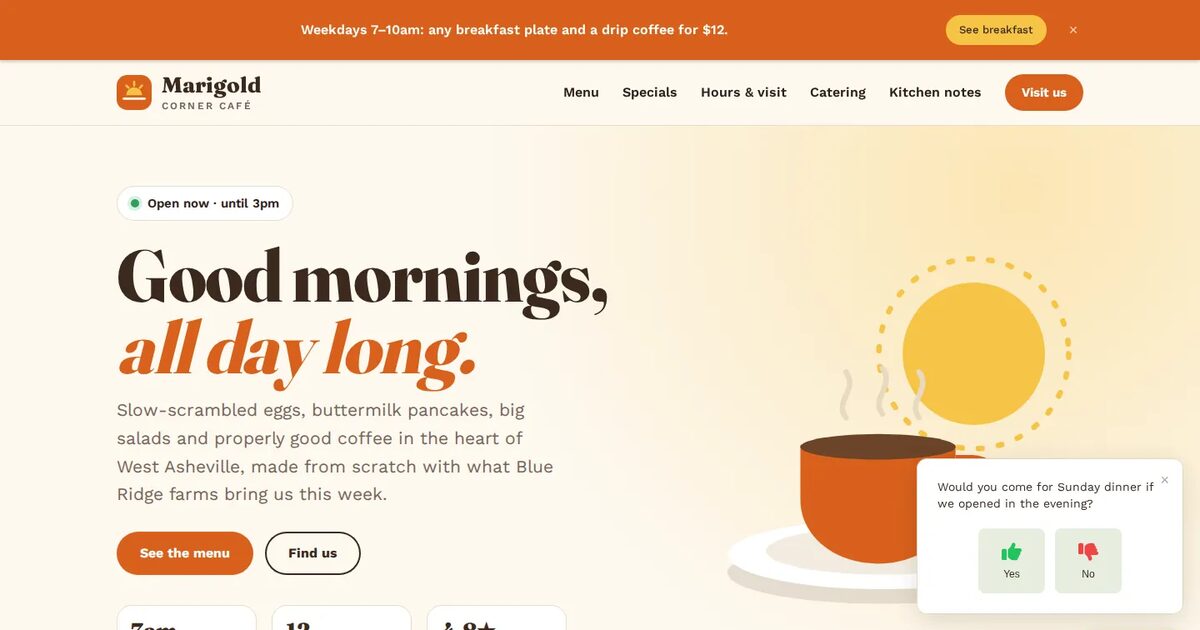 Weekdays 7–10am: any breakfast plate and a drip coffee for $12.
See breakfast
×
Marigold
CORNER CAFÉ
Menu
Specials
Hours & visit
Catering
Kitchen notes
Visit us
Open now · until 3pm
Good mornings,
all day long.
Slow-scrambled eggs, buttermilk pancakes, big
salads and properly good coffee in the heart of
West Asheville, made from scratch with what Blue
Ridge farms bring us this week.
See the menu
Find us
Would you come for Sunday dinner if
we opened in the evening?
×
Yes
No